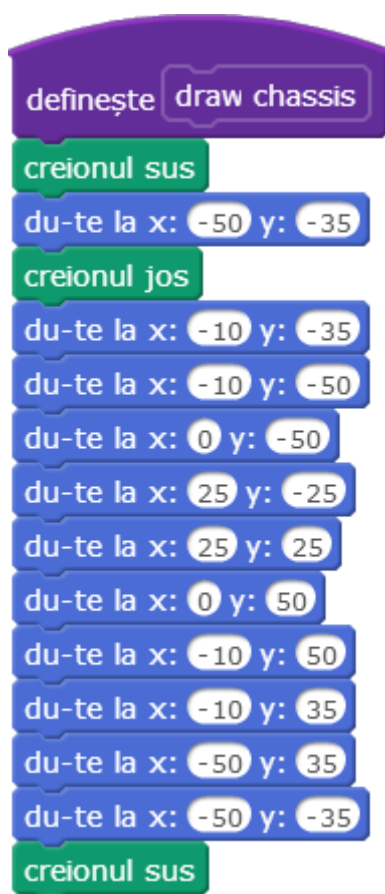 definește draw chassis
creionul sus
du-te la x: -50 y: -35
creionul jos
du-te la x: -10 y: -35
du-te la x: -10 y: -50
du-te la x: 0 y: -50
du-te la x: 25 y: -25
du-te la x: 25 y: 25
du-te la x: 0 y: 50
du-te la x: -10 y: 50
du-te la x: -10 y: 35
du-te la x: -50 y: 35
du-te la x: -50 y: -35
creionul sus